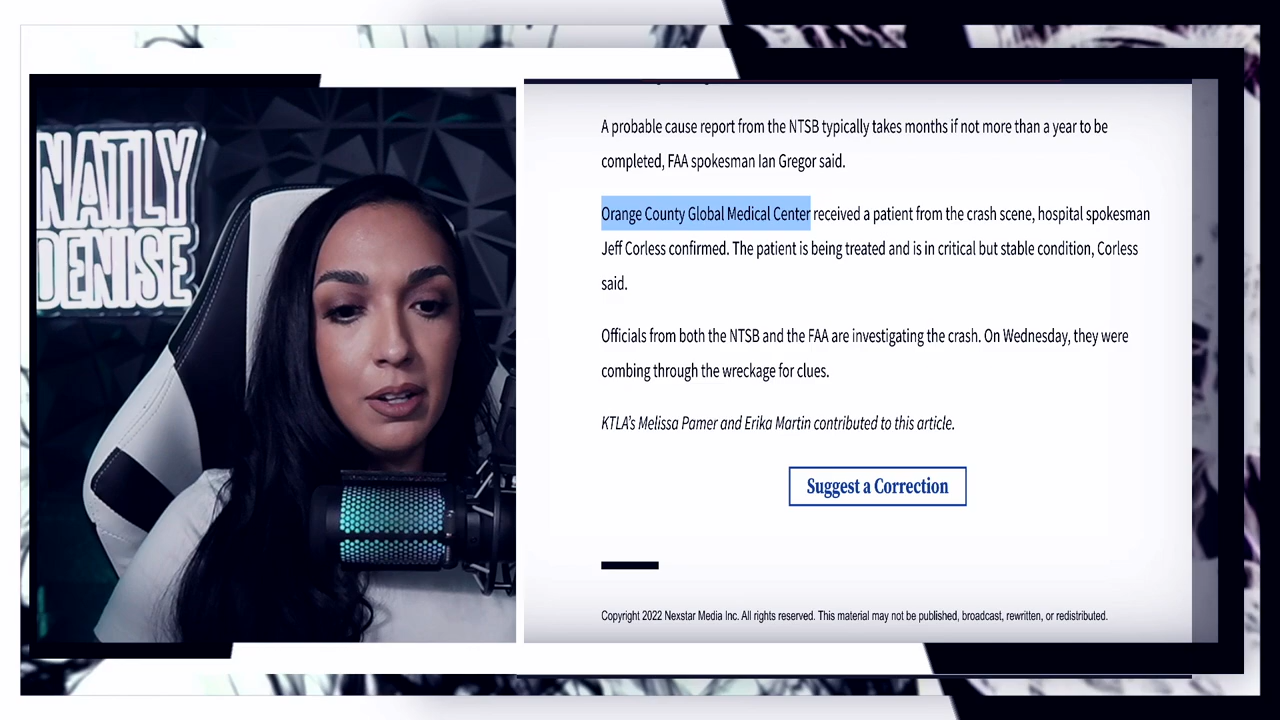 NATLY
DENISE
A probable cause report from the NTSB typically takes months if not more than a year to be
completed, FAA spokesman Ian Gregor said.
Orange County Global Medical Center received a patient from the crash scene, hospital spokesman
Jeff Corless confirmed. The patient is being treated and is in critical but stable condition, Corless
said.
Officials from both the NTSB and the FAA are investigating the crash. On Wednesday, they were
combing through the wreckage for clues.
KTLA’s Melissa Pamer and Erika Martin contributed to this article.
Suggest a Correction
Copyright 2022 Nexstar Media Inc. All rights reserved. This material may not be published, broadcast, rewritten, or redistributed.